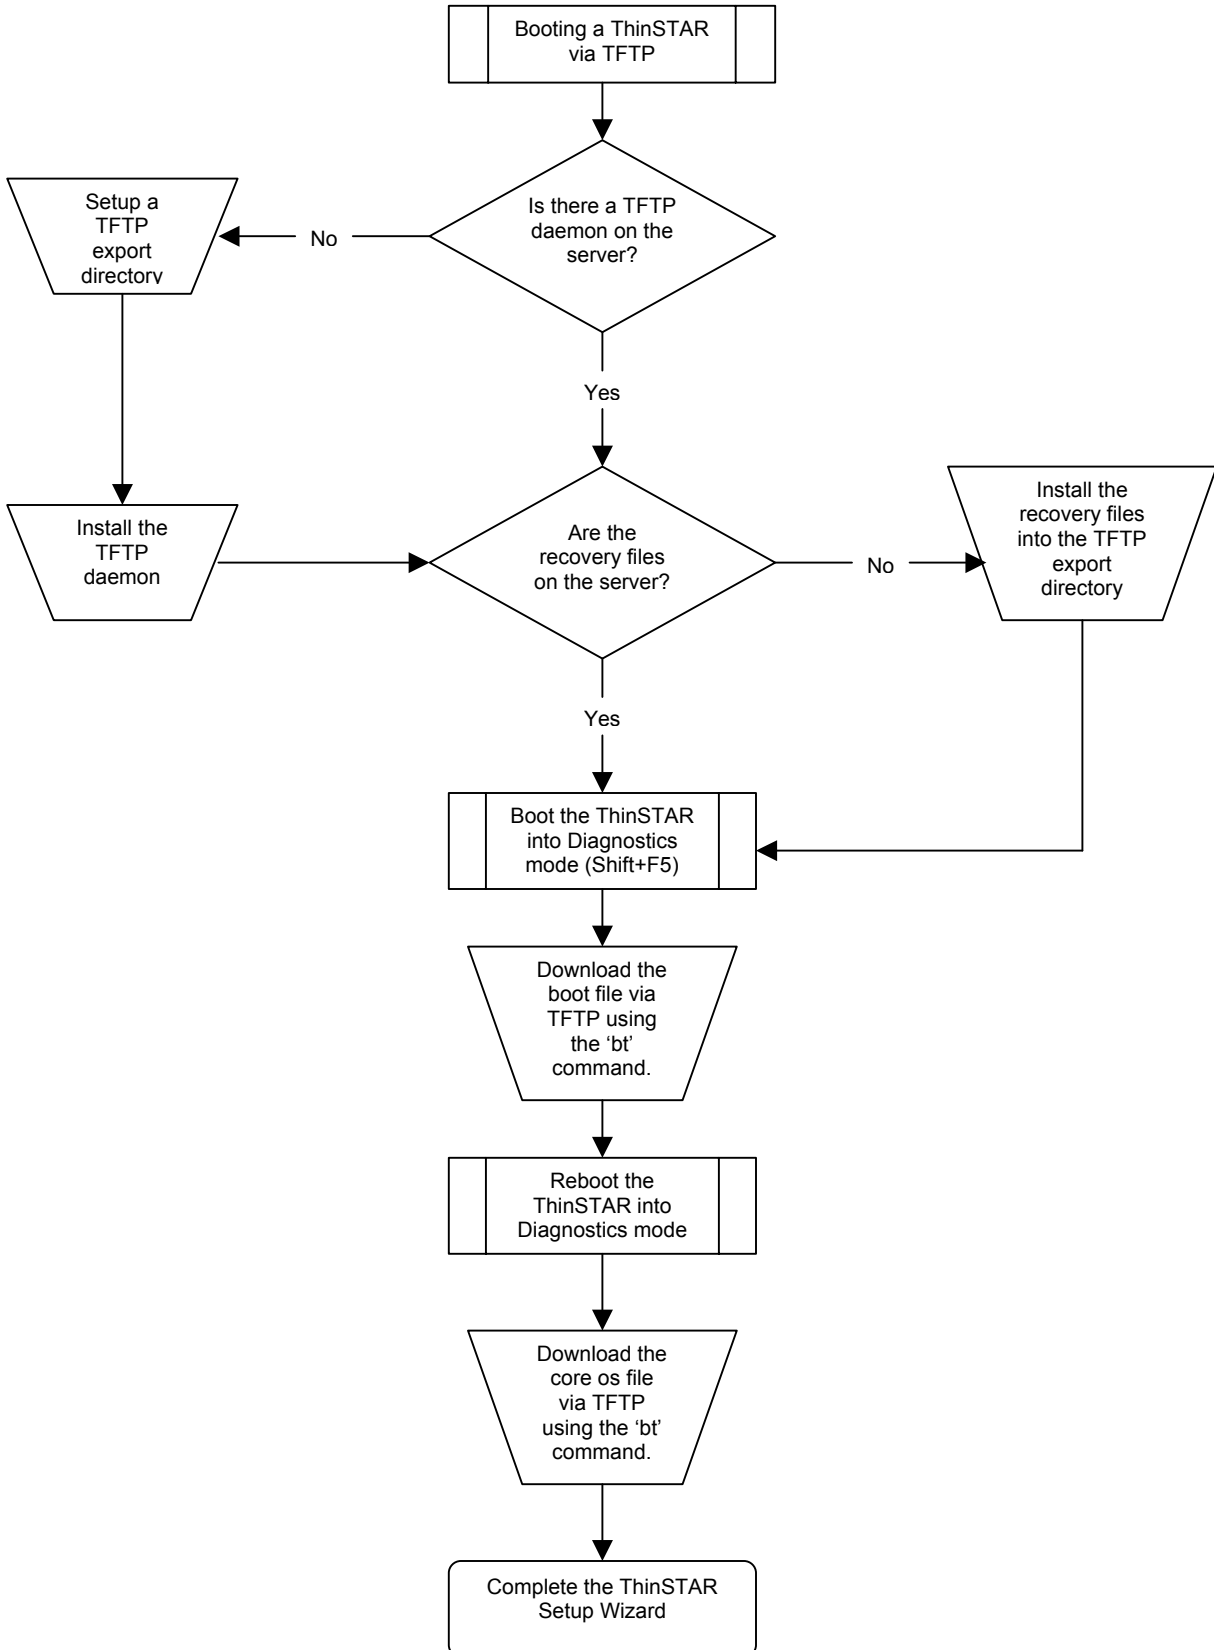 Booting a ThinSTAR
via TFTP
Is there a TFTP
daemon on the
server?
No
Setup a
TFTP
export
directory
Yes
Install the
TFTP
daemon
Are the
recovery files
on the server?
No
Install the
recovery files
into the TFTP
export
directory
Yes
Boot the ThinSTAR
into Diagnostics
mode (Shift+F5)
Download the
boot file via
TFTP using
the ‘bt’
command.
Reboot the
ThinSTAR into
Diagnostics mode
Download the
core os file
via TFTP
using the ‘bt’
command.
Complete the ThinSTAR
Setup Wizard